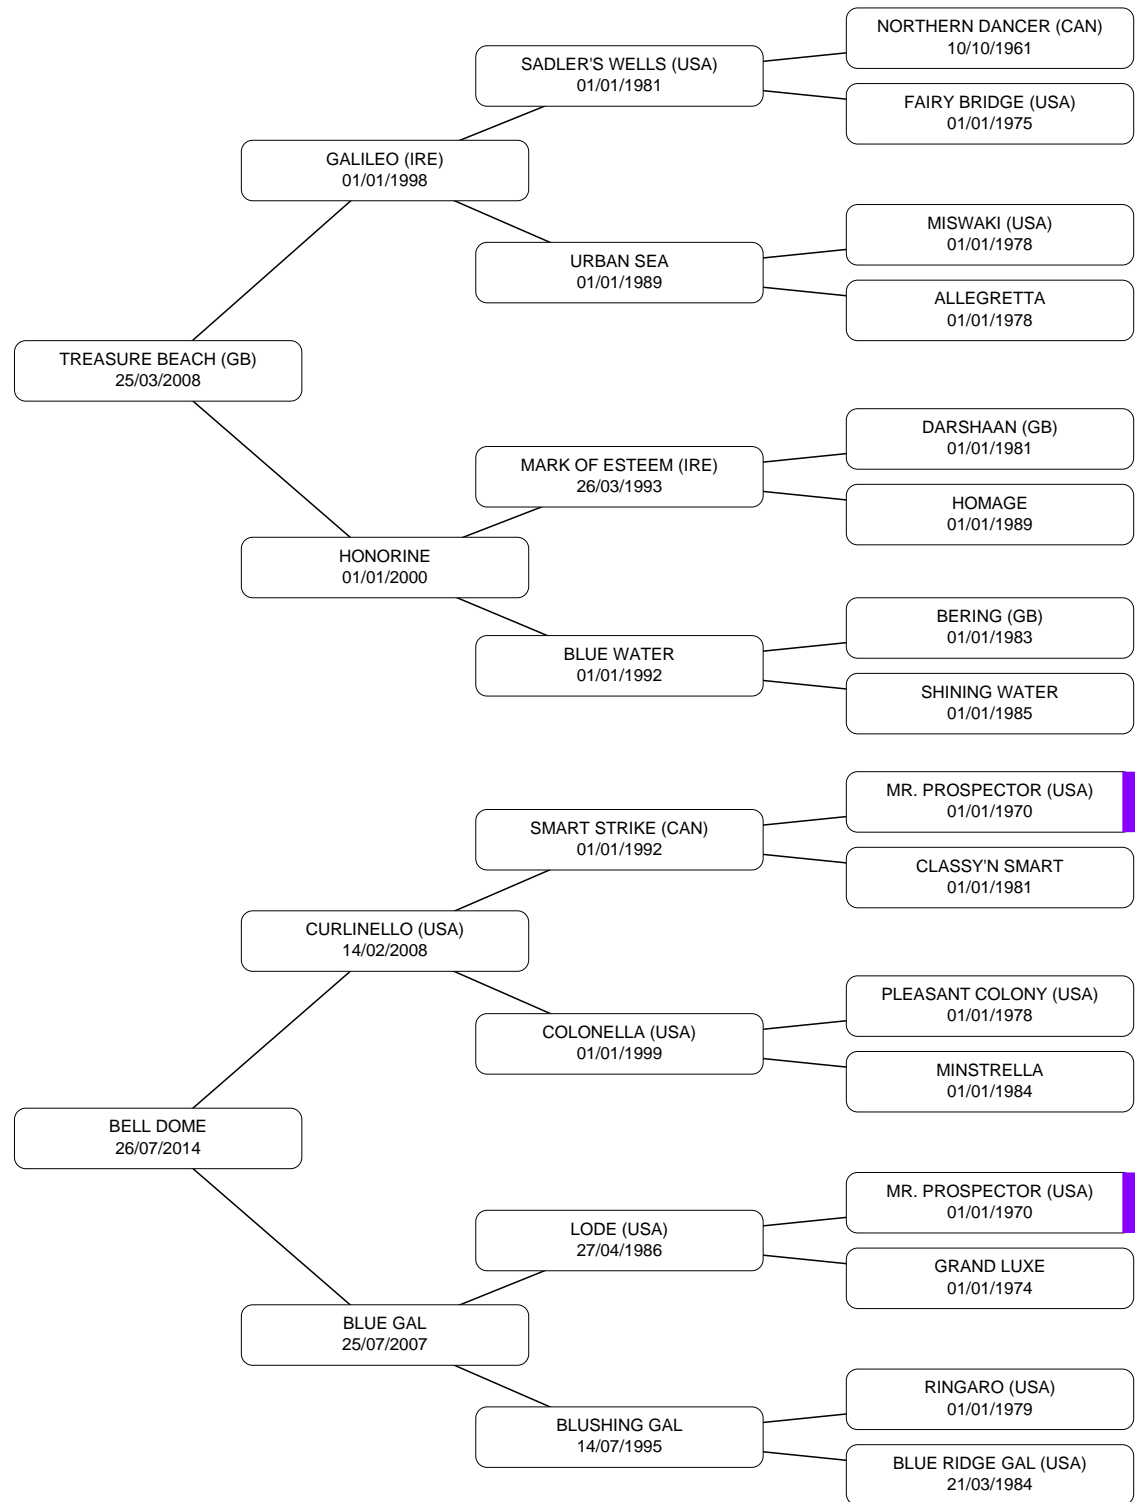 NORTHERN DANCER (CAN)
10/10/1961
SADLER'S WELLS (USA)
01/01/1981
FAIRY BRIDGE (USA)
01/01/1975
GALILEO (IRE)
01/01/1998
MISWAKI (USA)
01/01/1978
URBAN SEA
01/01/1989
ALLEGRETTA
01/01/1978
TREASURE BEACH (GB)
25/03/2008
DARSHAAN (GB)
01/01/1981
MARK OF ESTEEM (IRE)
26/03/1993
HOMAGE
01/01/1989
HONORINE
01/01/2000
BERING (GB)
01/01/1983
BLUE WATER
01/01/1992
SHINING WATER
01/01/1985
MR. PROSPECTOR (USA)
01/01/1970
SMART STRIKE (CAN)
01/01/1992
CLASSY'N SMART
01/01/1981
CURLINELLO (USA)
14/02/2008
PLEASANT COLONY (USA)
01/01/1978
COLONELLA (USA)
01/01/1999
MINSTRELLA
01/01/1984
BELL DOME
26/07/2014
MR. PROSPECTOR (USA)
01/01/1970
LODE (USA)
27/04/1986
GRAND LUXE
01/01/1974
BLUE GAL
25/07/2007
RINGARO (USA)
01/01/1979
BLUSHING GAL
14/07/1995
BLUE RIDGE GAL (USA)
21/03/1984